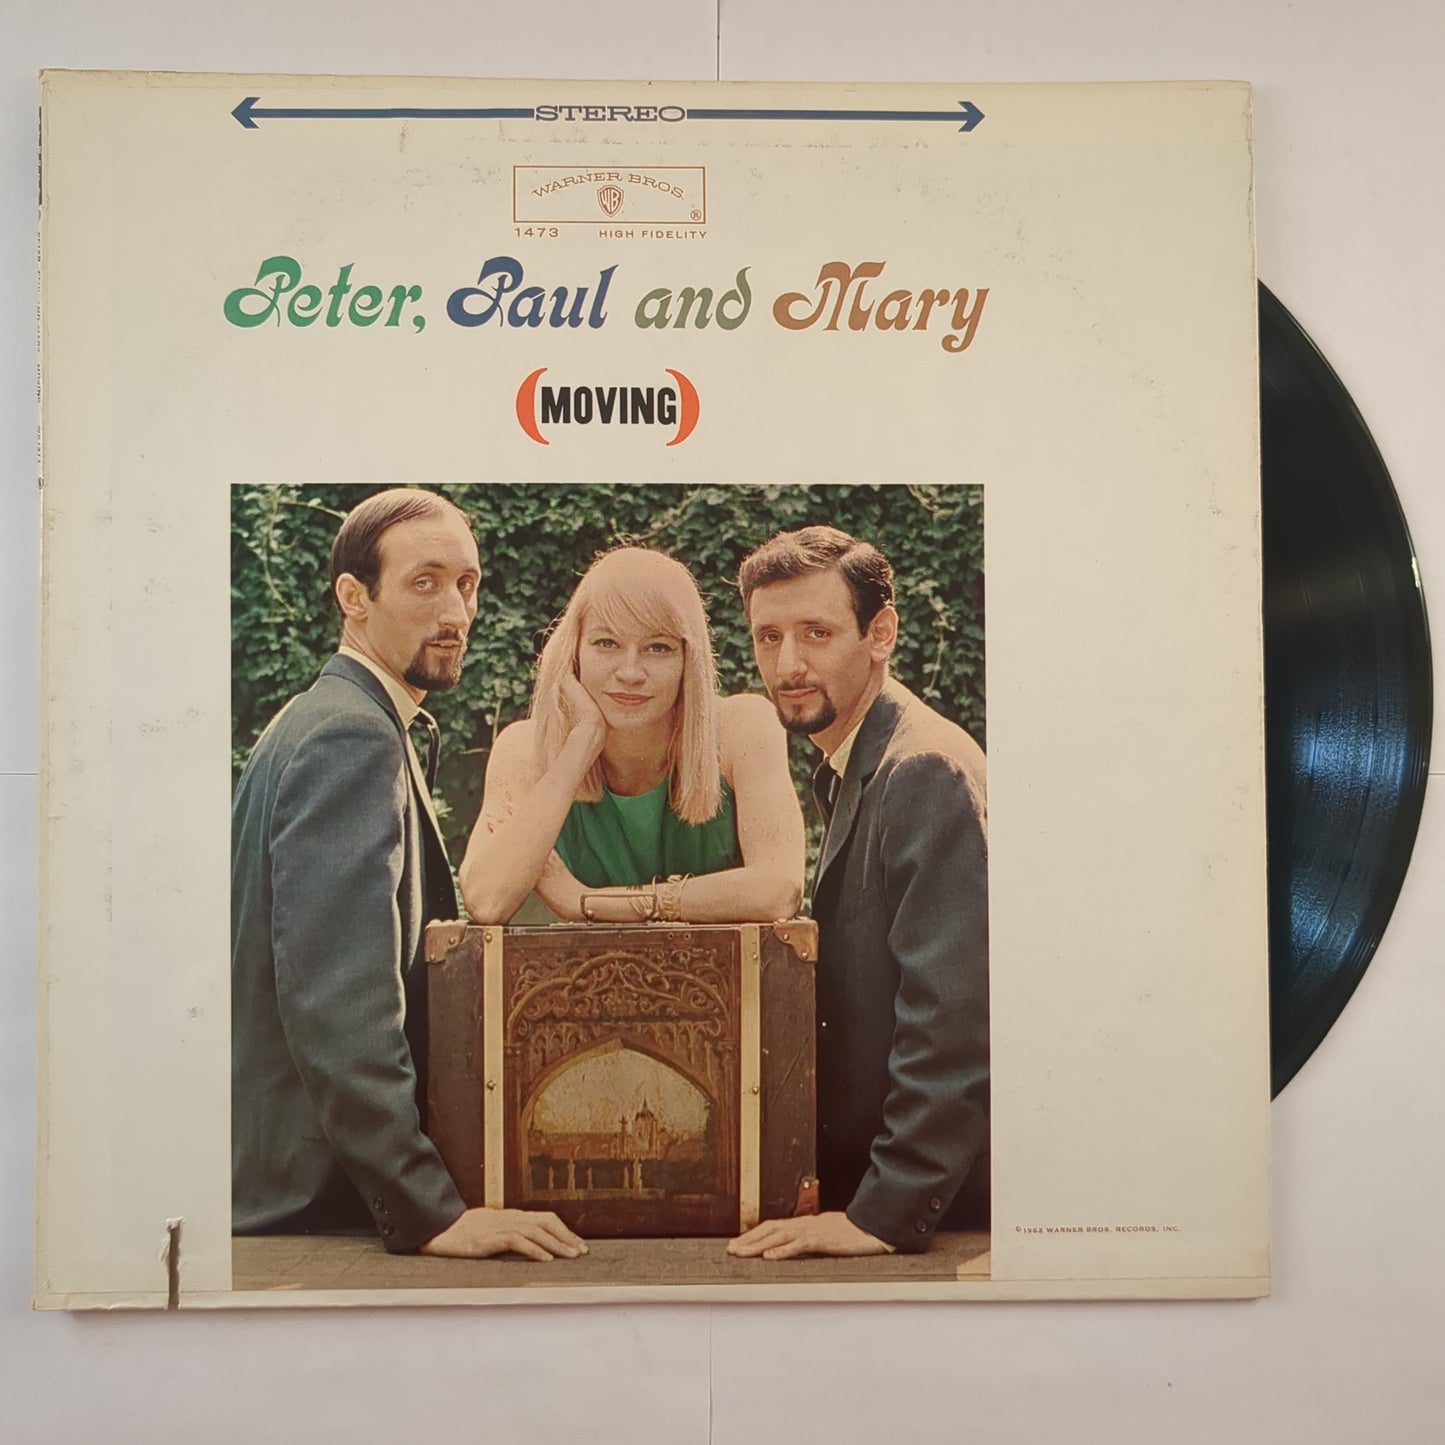 STEREO
WARNER BROS.
WB
®
1473 HIGH FIDELITY
Peter, Paul and Mary
(MOVING)
© 1962 WARNER BROS. RECORDS, INC.